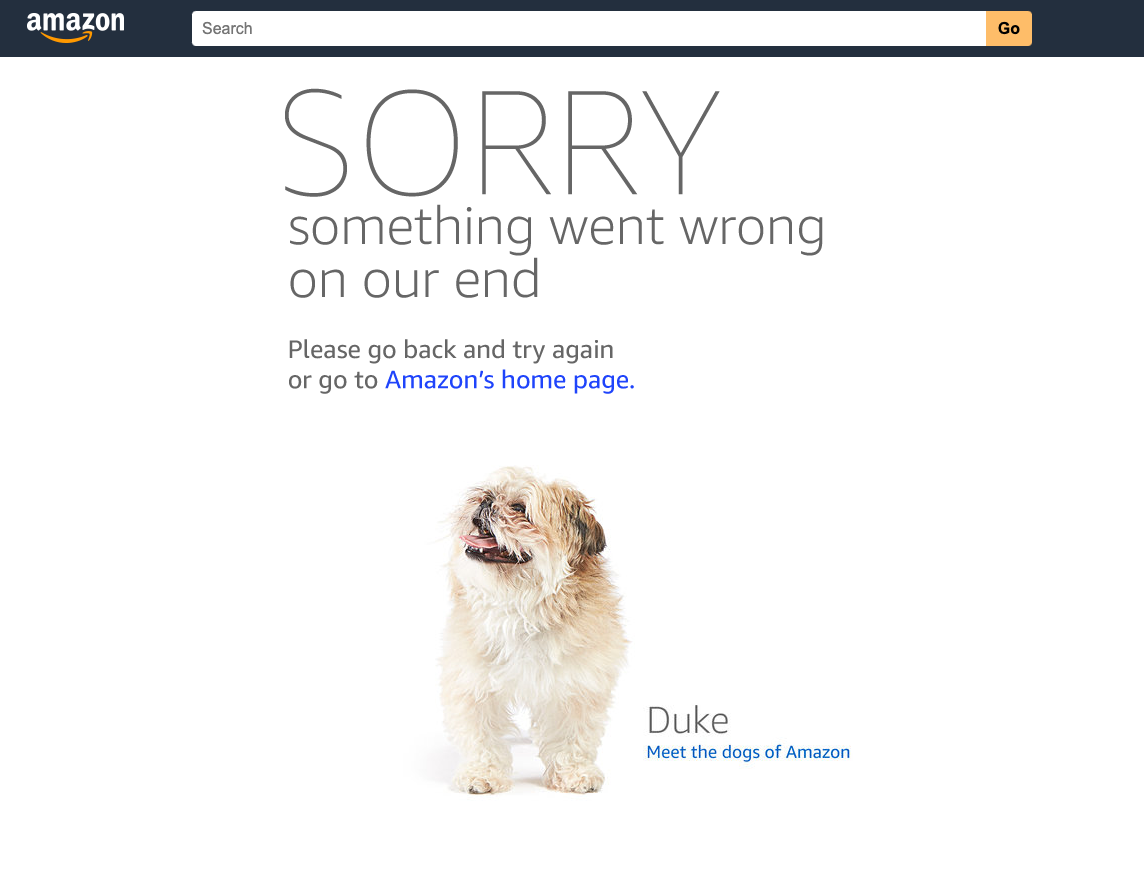 amazon
Search
Go
SORRY
something went wrong
on our end
Please go back and try again
or go to Amazon’s home page.
Duke
Meet the dogs of Amazon